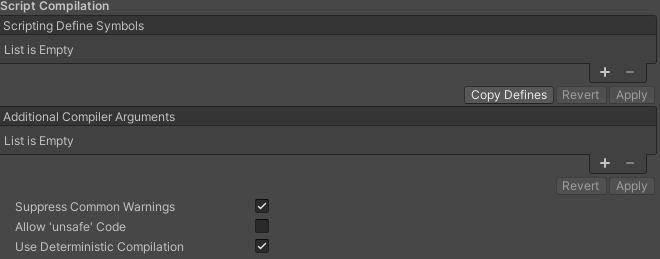 Script Compilation
Scripting Define Symbols
List is Empty
+ −
Copy Defines Revert Apply
Additional Compiler Arguments
List is Empty
+ −
Revert Apply
Suppress Common Warnings
Allow 'unsafe' Code
Use Deterministic Compilation